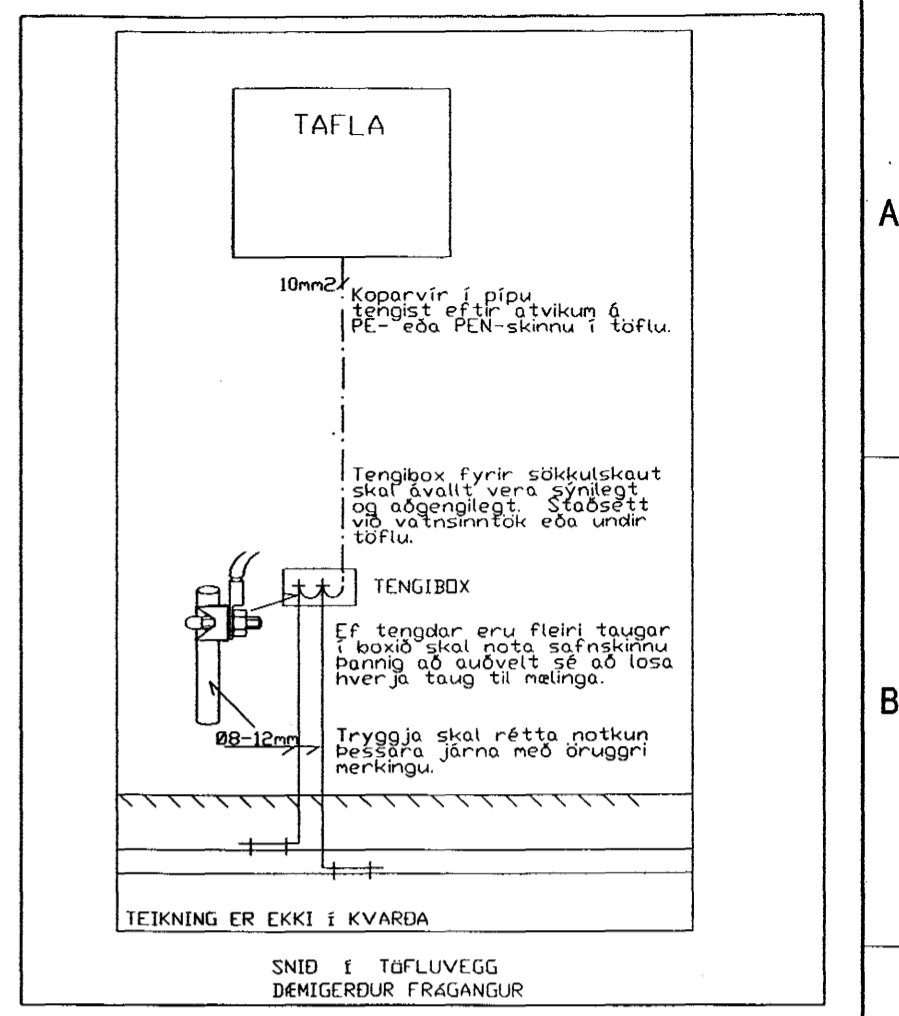 TAFLA
A
10mm2
Koparvír í pípu
tengist eftir atvikum á
PE- eða PEN-skinnu í töflu.
Tengibox fyrir sökkulskaut
skal ávallt vera sýnilegt
og aðgengilegt. Staðsett
við vatnsinntök eða undir
töflu.
TENGIBOX
Ef tengdar eru fleiri taugar
í boxið skal nota safnskinnu
Þannig að auðvelt sé að losa
hverja taug til mælinga.
B
Ø8-12mm
Tryggja skal rétta notkun
Þessara járna með öruggri
merkingu.
TEIKNING ER EKKI í KVARÐA
SNIÐ í TÖFLUVEGG
DÆMIGERÐUR FRÁGANGUR